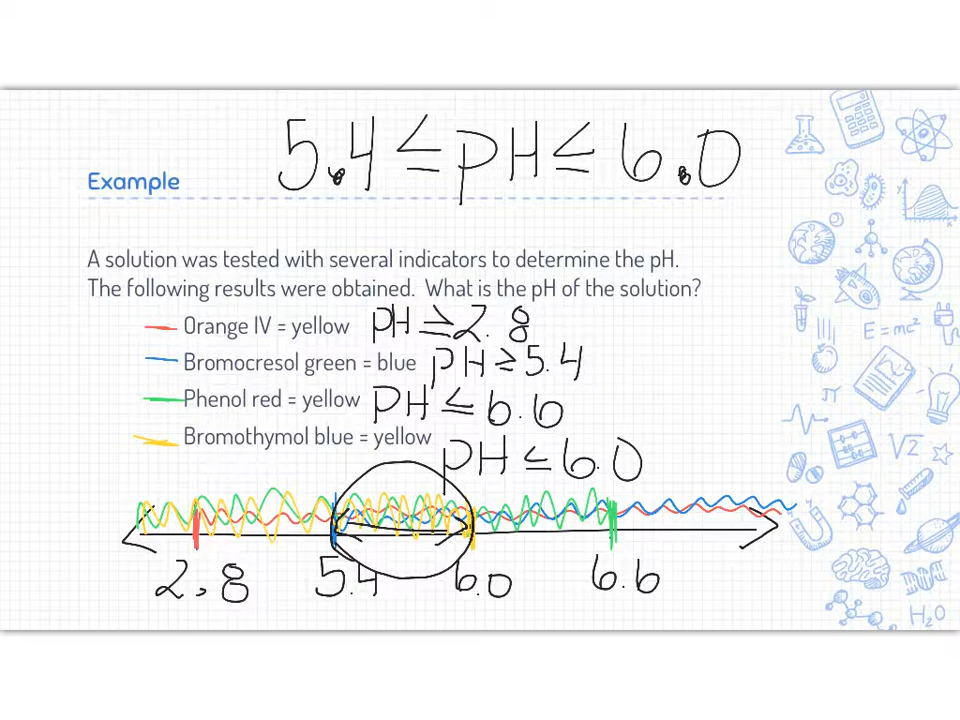 5.4 ≤ pH ≤ 6.0
Example
A solution was tested with several indicators to determine the pH.
The following results were obtained. What is the pH of the solution?
Orange IV = yellow pH ≥ 2.8
Bromocresol green = blue pH ≥ 5.4
Phenol red = yellow pH ≤ 6.6
Bromothymol blue = yellow pH ≤ 6.0
2.8 5.4 6.0 6.6
y
x
E=mc²
π
√2
H₂O